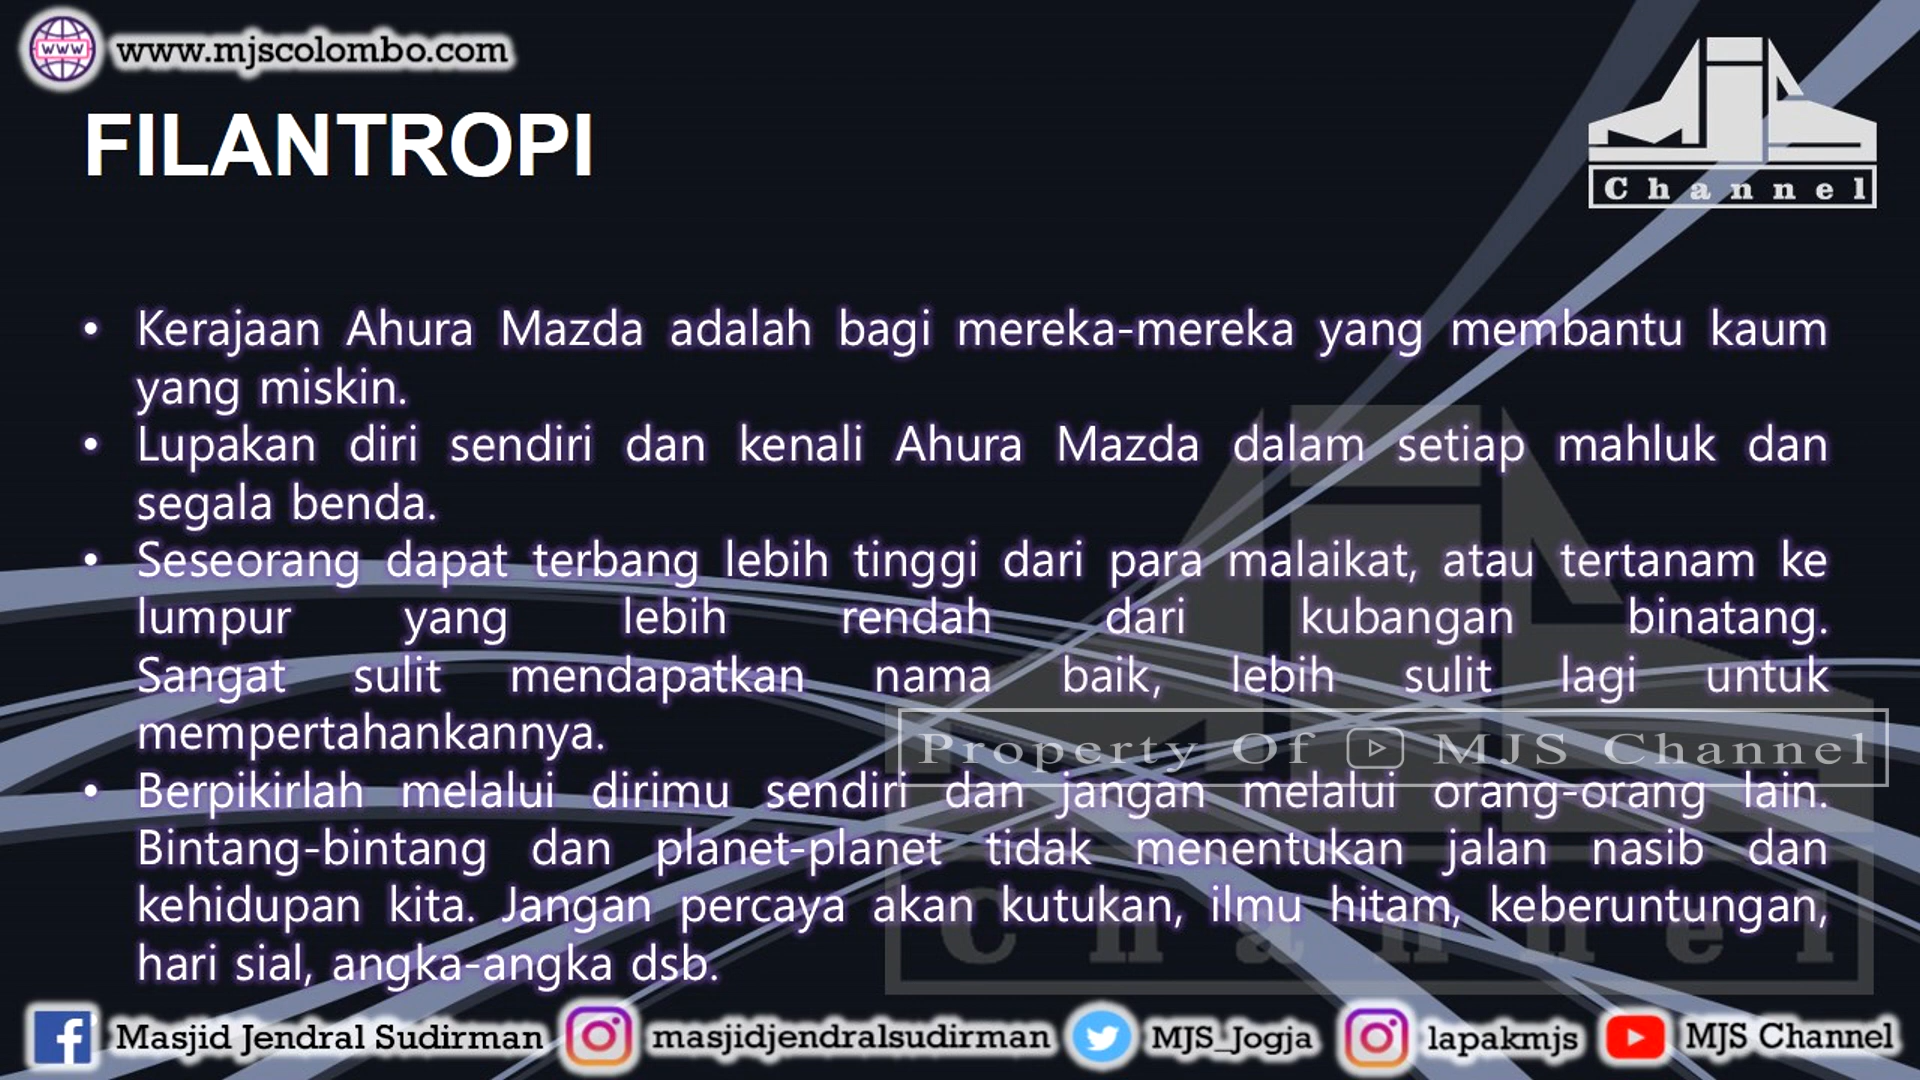 www.mjscolombo.com
FILANTROPI
MJS
Channel
• Kerajaan Ahura Mazda adalah bagi mereka-mereka yang membantu kaum
yang miskin.
• Lupakan diri sendiri dan kenali Ahura Mazda dalam setiap mahluk dan
segala benda.
• Seseorang dapat terbang lebih tinggi dari para malaikat, atau tertanam ke
lumpur yang lebih rendah dari kubangan binatang.
Sangat sulit mendapatkan nama baik, lebih sulit lagi untuk
mempertahankannya.
Property Of MJS Channel
• Berpikirlah melalui dirimu sendiri dan jangan melalui orang-orang lain.
Bintang-bintang dan planet-planet tidak menentukan jalan nasib dan
kehidupan kita. Jangan percaya akan kutukan, ilmu hitam, keberuntungan,
hari sial, angka-angka dsb.
Channel
Masjid Jendral Sudirman masjidjendralsudirman MJS_Jogja lapakmjs MJS Channel